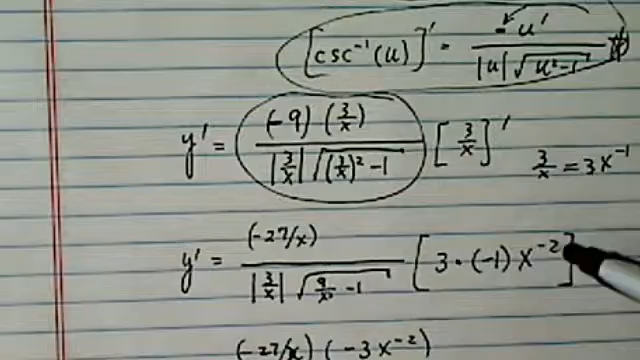 [csc⁻¹(u)]' = -u' / |u|√(u²-1)
y' = (-9)(3/x) / |3/x|√((3/x)²-1) [3/x]' 3/x = 3x⁻¹
y' = (-27/x) / |3/x|√(9/x²-1) [3·(-1)x⁻²]
(-27/x)(-3x⁻²)